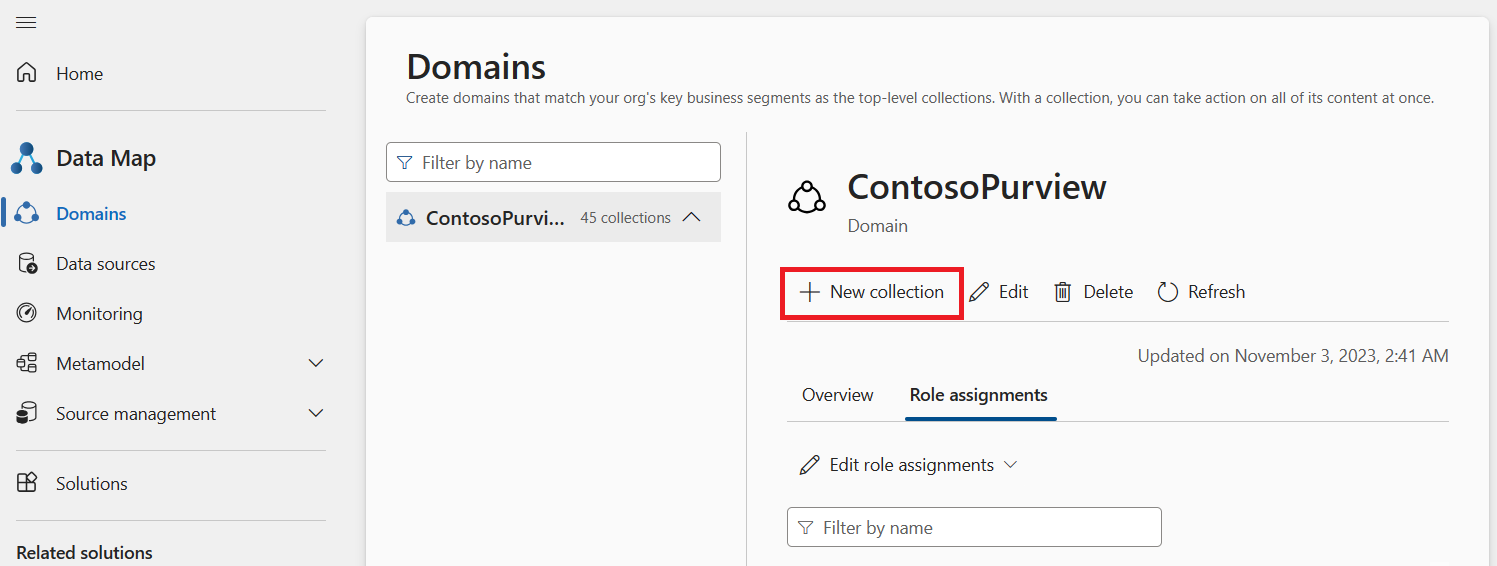 Home
Data Map
Domains
Data sources
Monitoring
Metamodel
Source management
Solutions
Related solutions
Domains
Create domains that match your org's key business segments as the top-level collections. With a collection, you can take action on all of its content at once.
Filter by name
ContosoPurvi... 45 collections
ContosoPurview
Domain
New collection Edit Delete Refresh
Updated on November 3, 2023, 2:41 AM
Overview Role assignments
Edit role assignments
Filter by name